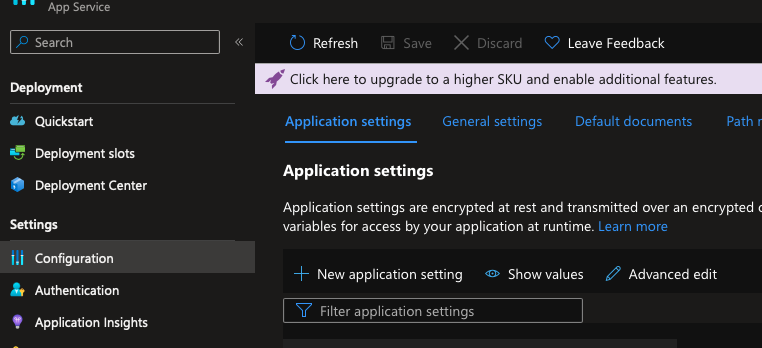 App Service
Search
«
Refresh
Save
Discard
Leave Feedback
Click here to upgrade to a higher SKU and enable additional features.
Deployment
Quickstart
Deployment slots
Deployment Center
Settings
Configuration
Authentication
Application Insights
Application settings
General settings
Default documents
Path
Application settings
Application settings are encrypted at rest and transmitted over an encrypted
variables for access by your application at runtime. Learn more
New application setting
Show values
Advanced edit
Filter application settings